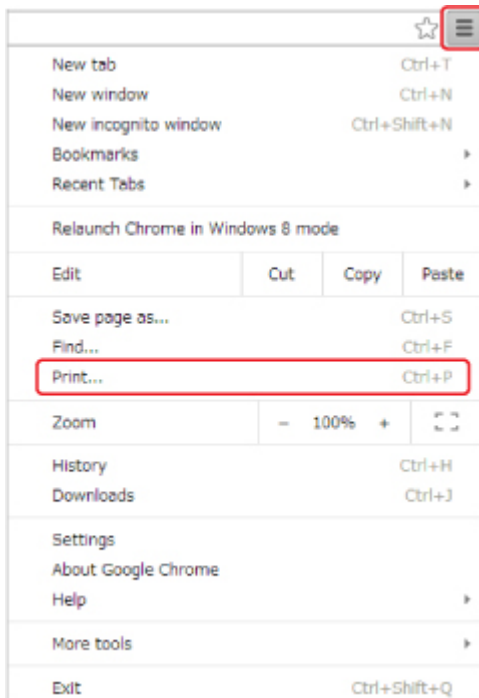 New tab Ctrl+T
New window Ctrl+N
New incognito window Ctrl+Shift+N
Bookmarks
Recent Tabs
Relaunch Chrome in Windows 8 mode
Edit Cut Copy Paste
Save page as... Ctrl+S
Find... Ctrl+F
Print... Ctrl+P
Zoom − 100% +
History Ctrl+H
Downloads Ctrl+J
Settings
About Google Chrome
Help
More tools
Exit Ctrl+Shift+Q